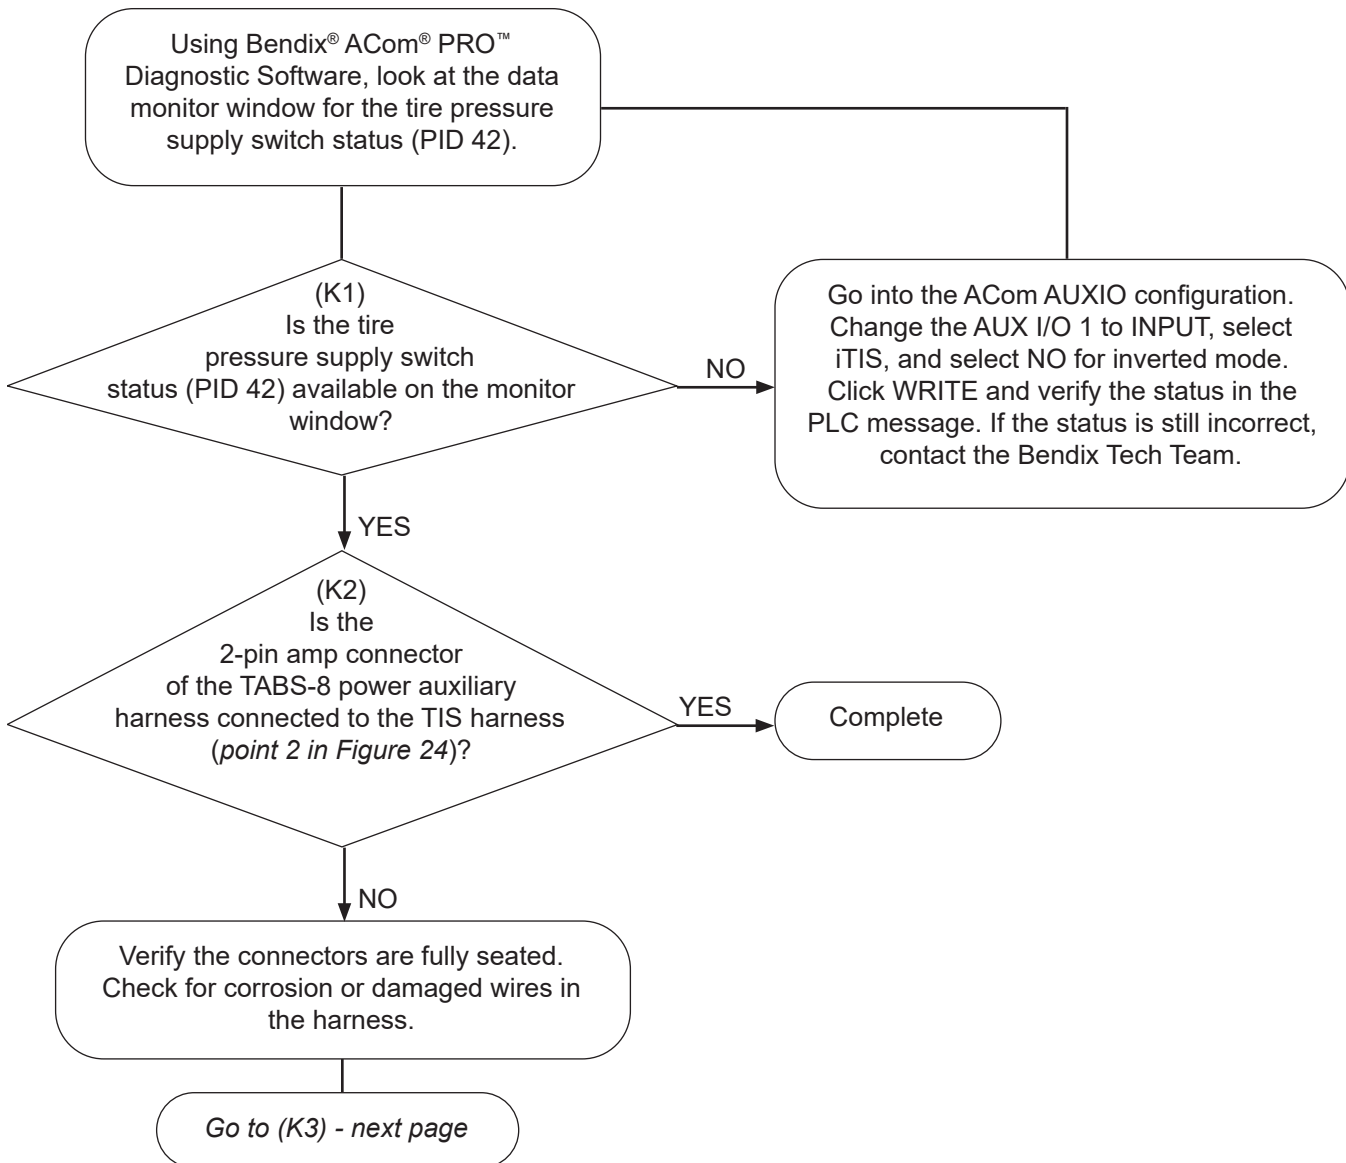 Using Bendix® ACom® PRO™
Diagnostic Software, look at the data
monitor window for the tire pressure
supply switch status (PID 42).
(K1)
Is the tire
pressure supply switch
status (PID 42) available on the monitor
window?
NO
Go into the ACom AUXIO configuration.
Change the AUX I/O 1 to INPUT, select
iTIS, and select NO for inverted mode.
Click WRITE and verify the status in the
PLC message. If the status is still incorrect,
contact the Bendix Tech Team.
YES
(K2)
Is the
2-pin amp connector
of the TABS-8 power auxiliary
harness connected to the TIS harness
(point 2 in Figure 24)?
YES
Complete
NO
Verify the connectors are fully seated.
Check for corrosion or damaged wires in
the harness.
Go to (K3) - next page